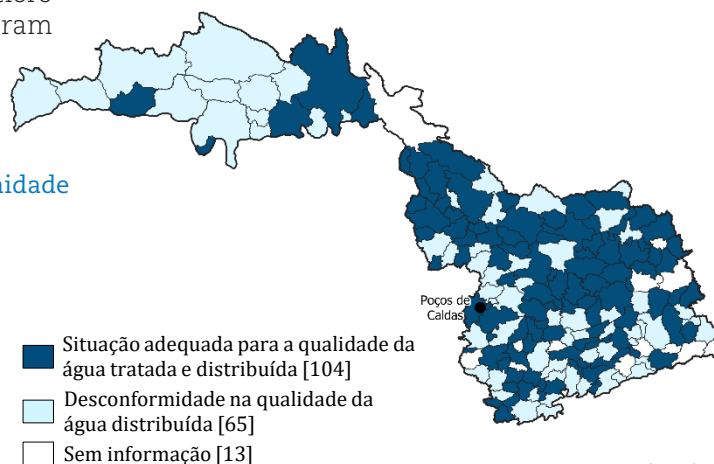 ram
idade
Poços de
Caldas
Situação adequada para a qualidade da
água tratada e distribuída [104]
Desconformidade na qualidade da
água distribuída [65]
Sem informação [13]